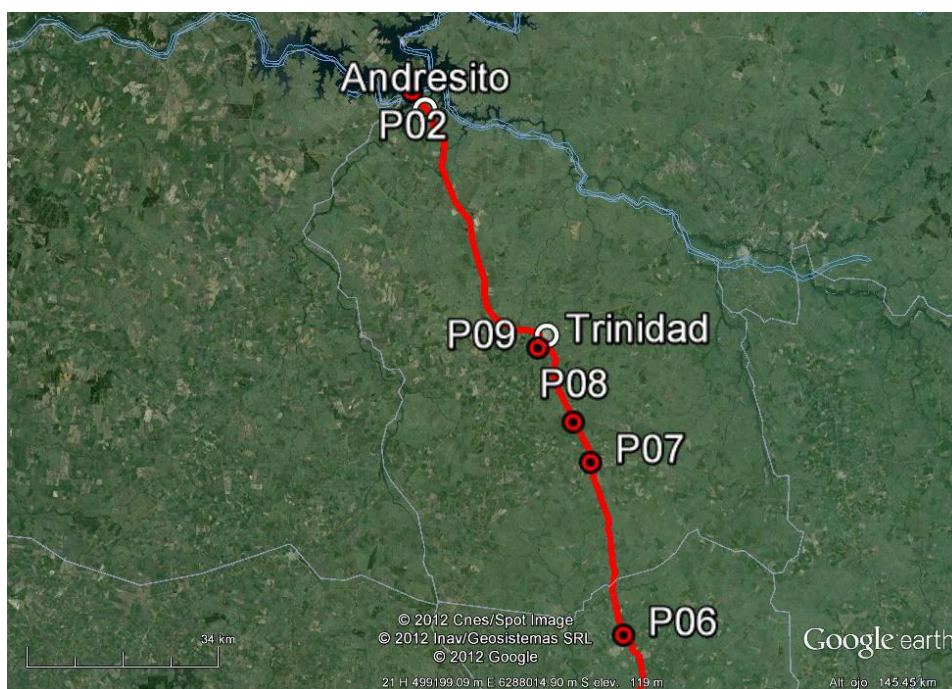 Andresito
P02
P09
Trinidad
P08
P07
P06
© 2012 Cnes/Spot Image
© 2012 Inav/Geosistemas SRL
© 2012 Google
34 km
Google earth
21 H 499199.09 m E 6288014.90 m S elev. 119 m
Alt. ojo 145.45 km